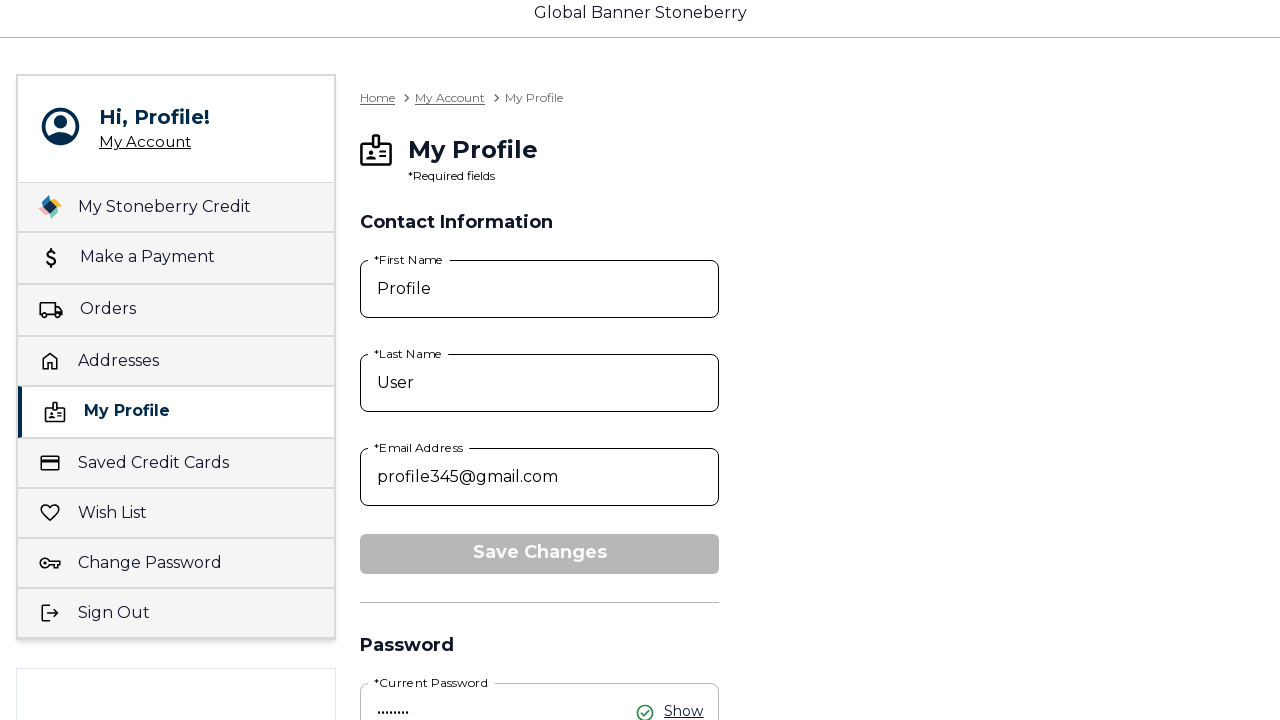 Global Banner Stoneberry
Hi, Profile!
My Account
My Stoneberry Credit
Make a Payment
Orders
Addresses
My Profile
Saved Credit Cards
Wish List
Change Password
Sign Out
Home > My Account > My Profile
My Profile
*Required fields
Contact Information
*First Name
Profile
*Last Name
User
*Email Address
profile345@gmail.com
Save Changes
Password
*Current Password
••••••••
Show